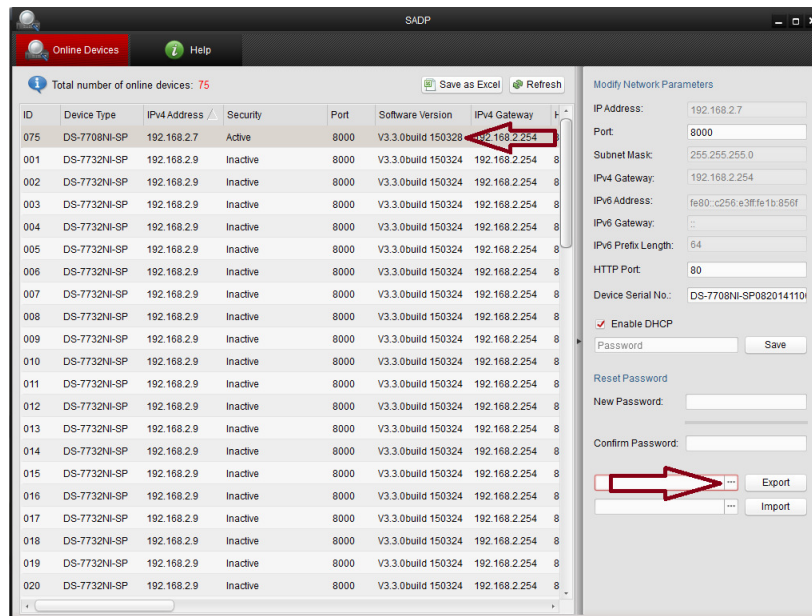 SADP
Online Devices
Help
Total number of online devices: 75
Save as Excel
Refresh
ID Device Type IPv4 Address Security Port Software Version IPv4 Gateway
075 DS-7708NI-SP 192.168.2.7 Active 8000 V3.3.0build 150328 192.168.2.254 8
001 DS-7732NI-SP 192.168.2.9 Inactive 8000 V3.3.0build 150324 192.168.2.254 8
002 DS-7732NI-SP 192.168.2.9 Inactive 8000 V3.3.0build 150324 192.168.2.254 8
003 DS-7732NI-SP 192.168.2.9 Inactive 8000 V3.3.0build 150324 192.168.2.254 8
004 DS-7732NI-SP 192.168.2.9 Inactive 8000 V3.3.0build 150324 192.168.2.254 8
005 DS-7732NI-SP 192.168.2.9 Inactive 8000 V3.3.0build 150324 192.168.2.254 8
006 DS-7732NI-SP 192.168.2.9 Inactive 8000 V3.3.0build 150324 192.168.2.254 8
007 DS-7732NI-SP 192.168.2.9 Inactive 8000 V3.3.0build 150324 192.168.2.254 8
008 DS-7732NI-SP 192.168.2.9 Inactive 8000 V3.3.0build 150324 192.168.2.254 8
009 DS-7732NI-SP 192.168.2.9 Inactive 8000 V3.3.0build 150324 192.168.2.254 8
010 DS-7732NI-SP 192.168.2.9 Inactive 8000 V3.3.0build 150324 192.168.2.254 8
011 DS-7732NI-SP 192.168.2.9 Inactive 8000 V3.3.0build 150324 192.168.2.254 8
012 DS-7732NI-SP 192.168.2.9 Inactive 8000 V3.3.0build 150324 192.168.2.254 8
013 DS-7732NI-SP 192.168.2.9 Inactive 8000 V3.3.0build 150324 192.168.2.254 8
014 DS-7732NI-SP 192.168.2.9 Inactive 8000 V3.3.0build 150324 192.168.2.254 8
015 DS-7732NI-SP 192.168.2.9 Inactive 8000 V3.3.0build 150324 192.168.2.254 8
016 DS-7732NI-SP 192.168.2.9 Inactive 8000 V3.3.0build 150324 192.168.2.254 8
017 DS-7732NI-SP 192.168.2.9 Inactive 8000 V3.3.0build 150324 192.168.2.254 8
018 DS-7732NI-SP 192.168.2.9 Inactive 8000 V3.3.0build 150324 192.168.2.254 8
019 DS-7732NI-SP 192.168.2.9 Inactive 8000 V3.3.0build 150324 192.168.2.254 8
020 DS-7732NI-SP 192.168.2.9 Inactive 8000 V3.3.0build 150324 192.168.2.254 8
Modify Network Parameters
IP Address: 192.168.2.7
Port: 8000
Subnet Mask: 255.255.255.0
IPv4 Gateway: 192.168.2.254
IPv6 Address: fe80::c256:e3ff:fe1b:856f
IPv6 Gateway: ::
IPv6 Prefix Length: 64
HTTP Port: 80
Device Serial No.: DS-7708NI-SP082014110
Enable DHCP
Password Save
Reset Password
New Password:
Confirm Password:
... Export
... Import